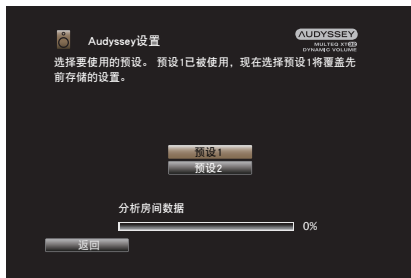 Audyssey设置
AUDYSSEY
MULTEQ XT32
DYNAMIC VOLUME
选择要使用的预设。 预设1已被使用，现在选择预设1将覆盖先
前存储的设置。
预设1
预设2
分析房间数据
0%
返回